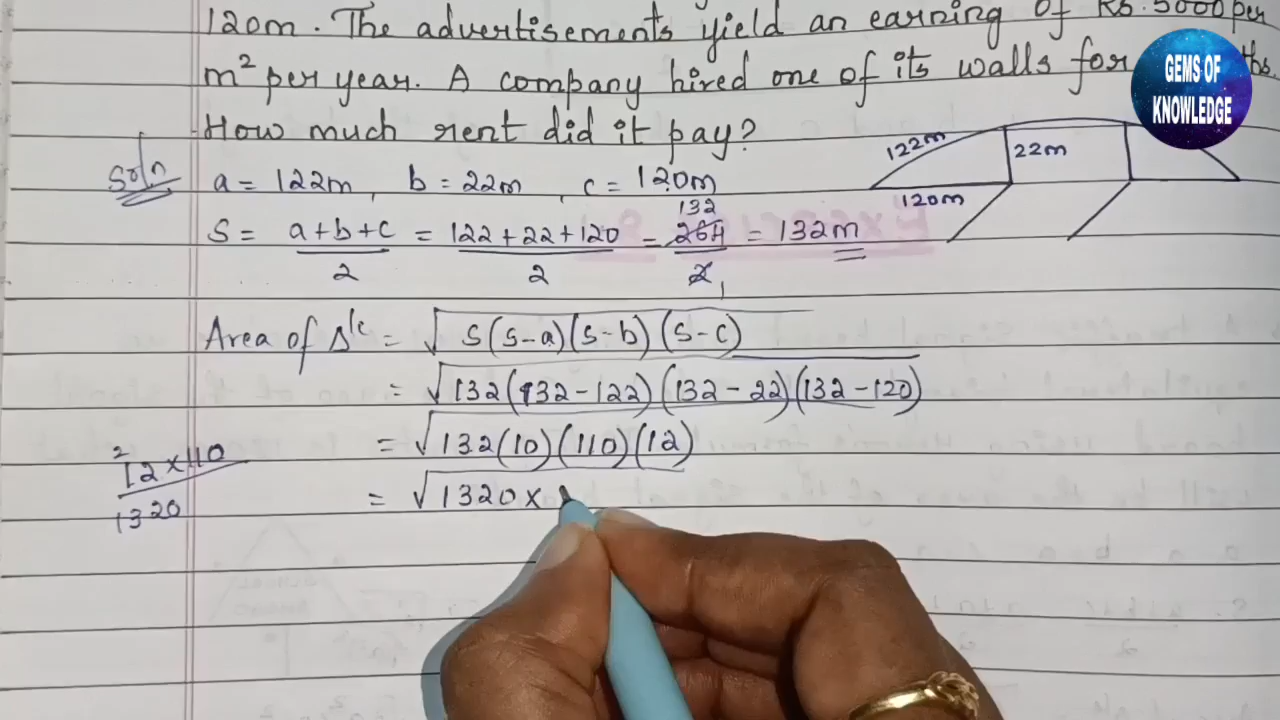 120m. The advertisements yield an earning of Rs. 5000 per
m² per year. A company hired one of its walls for
How much rent did it pay?
GEMS OF
KNOWLEDGE
122m
22m
120m
Soln
a = 122m, b = 22m, c = 120m
S = a+b+c/2 = 122+22+120/2 = 264/2 = 132m
132
1
Area of Δle = √s(s-a)(s-b)(s-c)
= √132(132-122)(132-22)(132-120)
= √132(10)(110)(12)
= √1320×
2
12×110
1320